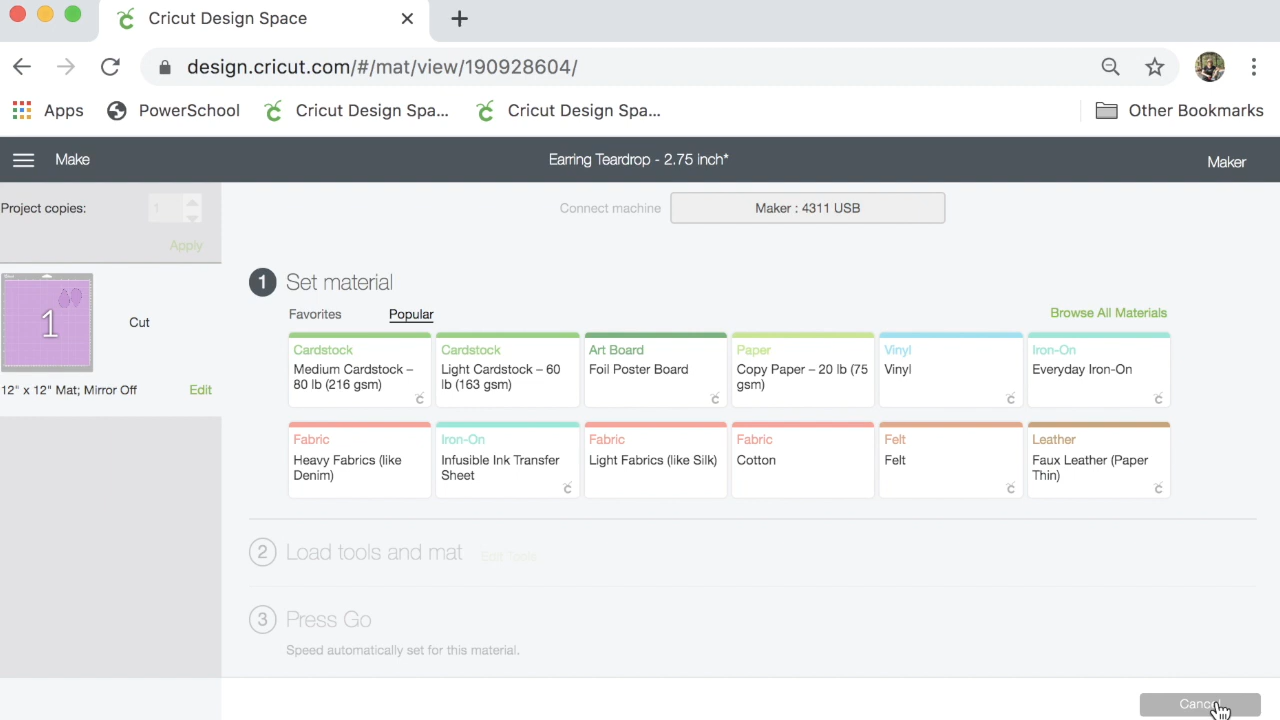 Cricut Design Space
design.cricut.com/#/mat/view/190928604/
Apps PowerSchool Cricut Design Spa... Cricut Design Spa... Other Bookmarks
Make Earring Teardrop - 2.75 inch* Maker
Project copies: 1
Connect machine Maker : 4311 USB
Apply
1 Set material
Favorites Popular Browse All Materials
1 Cut
12" x 12" Mat; Mirror Off Edit
Cardstock
Medium Cardstock –
80 lb (216 gsm)
Cardstock
Light Cardstock – 60
lb (163 gsm)
Art Board
Foil Poster Board
Paper
Copy Paper – 20 lb (75
gsm)
Vinyl
Vinyl
Iron-On
Everyday Iron-On
Fabric
Heavy Fabrics (like
Denim)
Iron-On
Infusible Ink Transfer
Sheet
Fabric
Light Fabrics (like Silk)
Fabric
Cotton
Felt
Felt
Leather
Faux Leather (Paper
Thin)
2 Load tools and mat Edit Tools
3 Press Go
Speed automatically set for this material.
Cancel